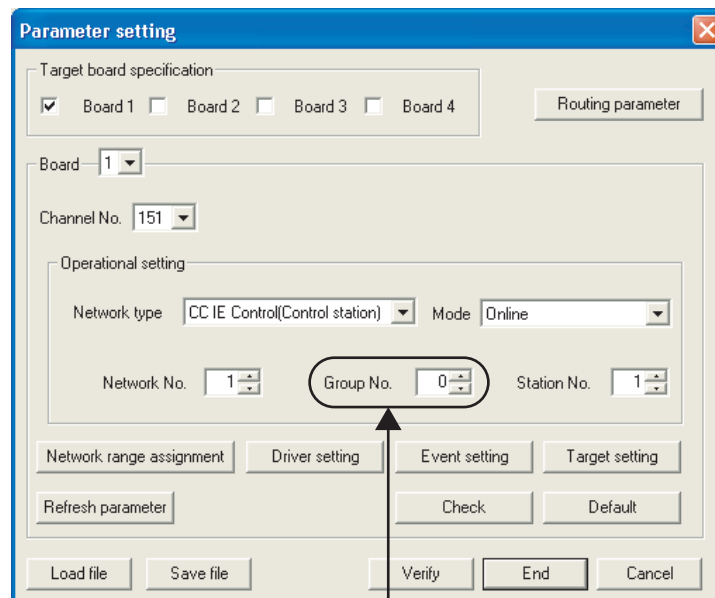 Parameter setting
Target board specification
Board 1 Board 2 Board 3 Board 4
Routing parameter
Board 1
Channel No. 151
Operational setting
Network type CC IE Control(Control station) Mode Online
Network No. 1 Group No. 0 Station No. 1
Network range assignment Driver setting Event setting Target setting
Refresh parameter Check Default
Load file Save file Verify End Cancel